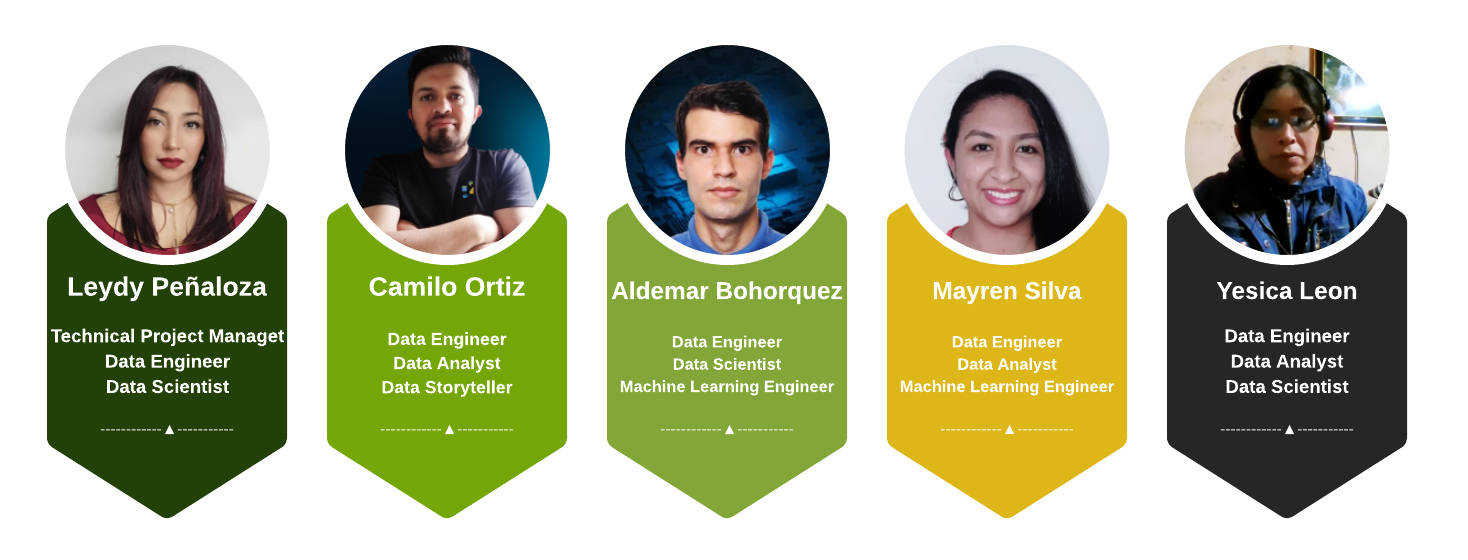 Leydy Peñaloza
Technical Project Managet
Data Engineer
Data Scientist
------------▲-----------
Camilo Ortiz
Data Engineer
Data Analyst
Data Storyteller
------------▲-----------
Aldemar Bohorquez
Data Engineer
Data Scientist
Machine Learning Engineer
------------▲-----------
Mayren Silva
Data Engineer
Data Analyst
Machine Learning Engineer
------------▲-----------
Yesica Leon
Data Engineer
Data Analyst
Data Scientist
------------▲-----------